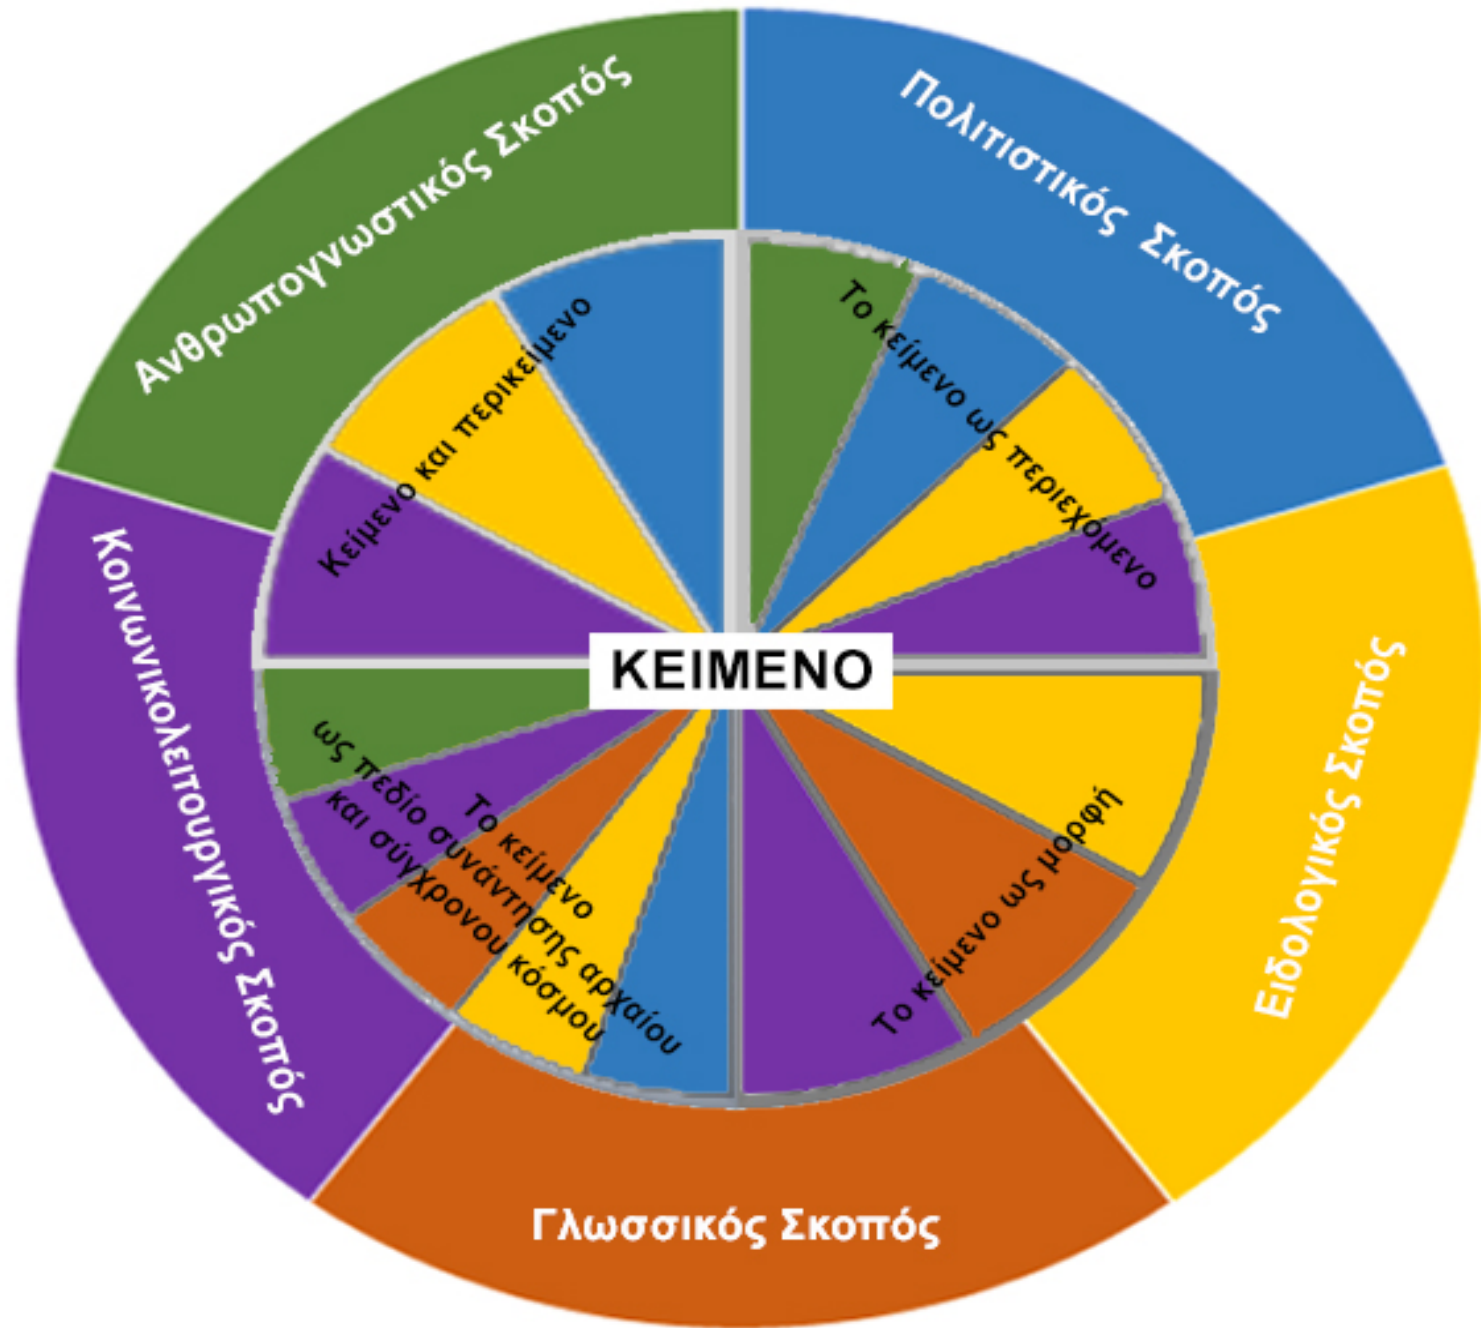 Ανθρωπογνωστικός Σκοπός
Πολιτιστικός Σκοπός
Κείμενο και περικείμενο
Το κείμενο ως περιεχόμενο
ΚΕΙΜΕΝΟ
Κοινωνικολειτουργικός Σκοπός
Το κείμενο
ως πεδίο συνάντησης αρχαίου
και σύγχρονου κόσμου
Το κείμενο ως μορφή
Ειδολογικός Σκοπός
Γλωσσικός Σκοπός